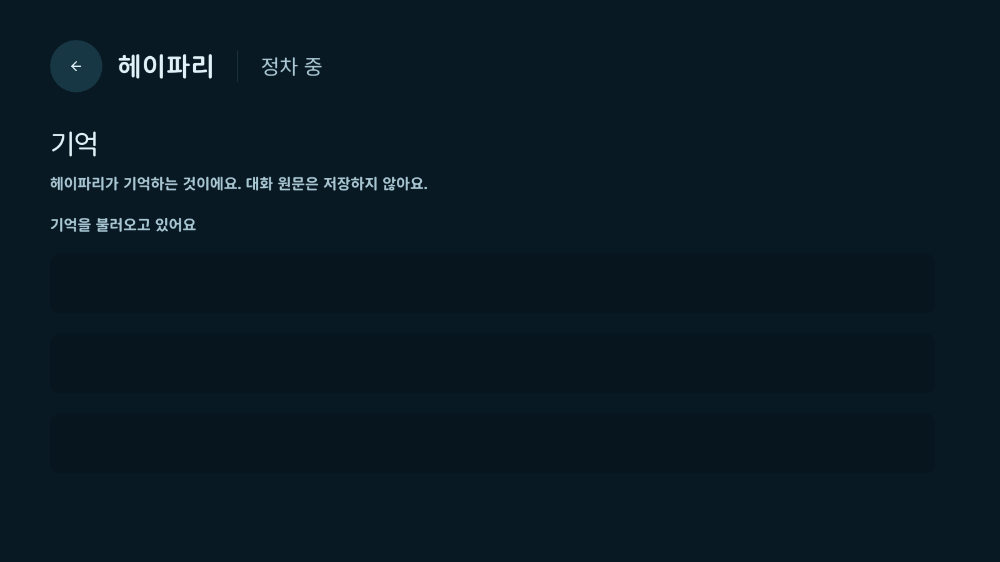 헤이파리
정차 중
기억
헤이파리가 기억하는 것이에요. 대화 원문은 저장하지 않아요.
기억을 불러오고 있어요